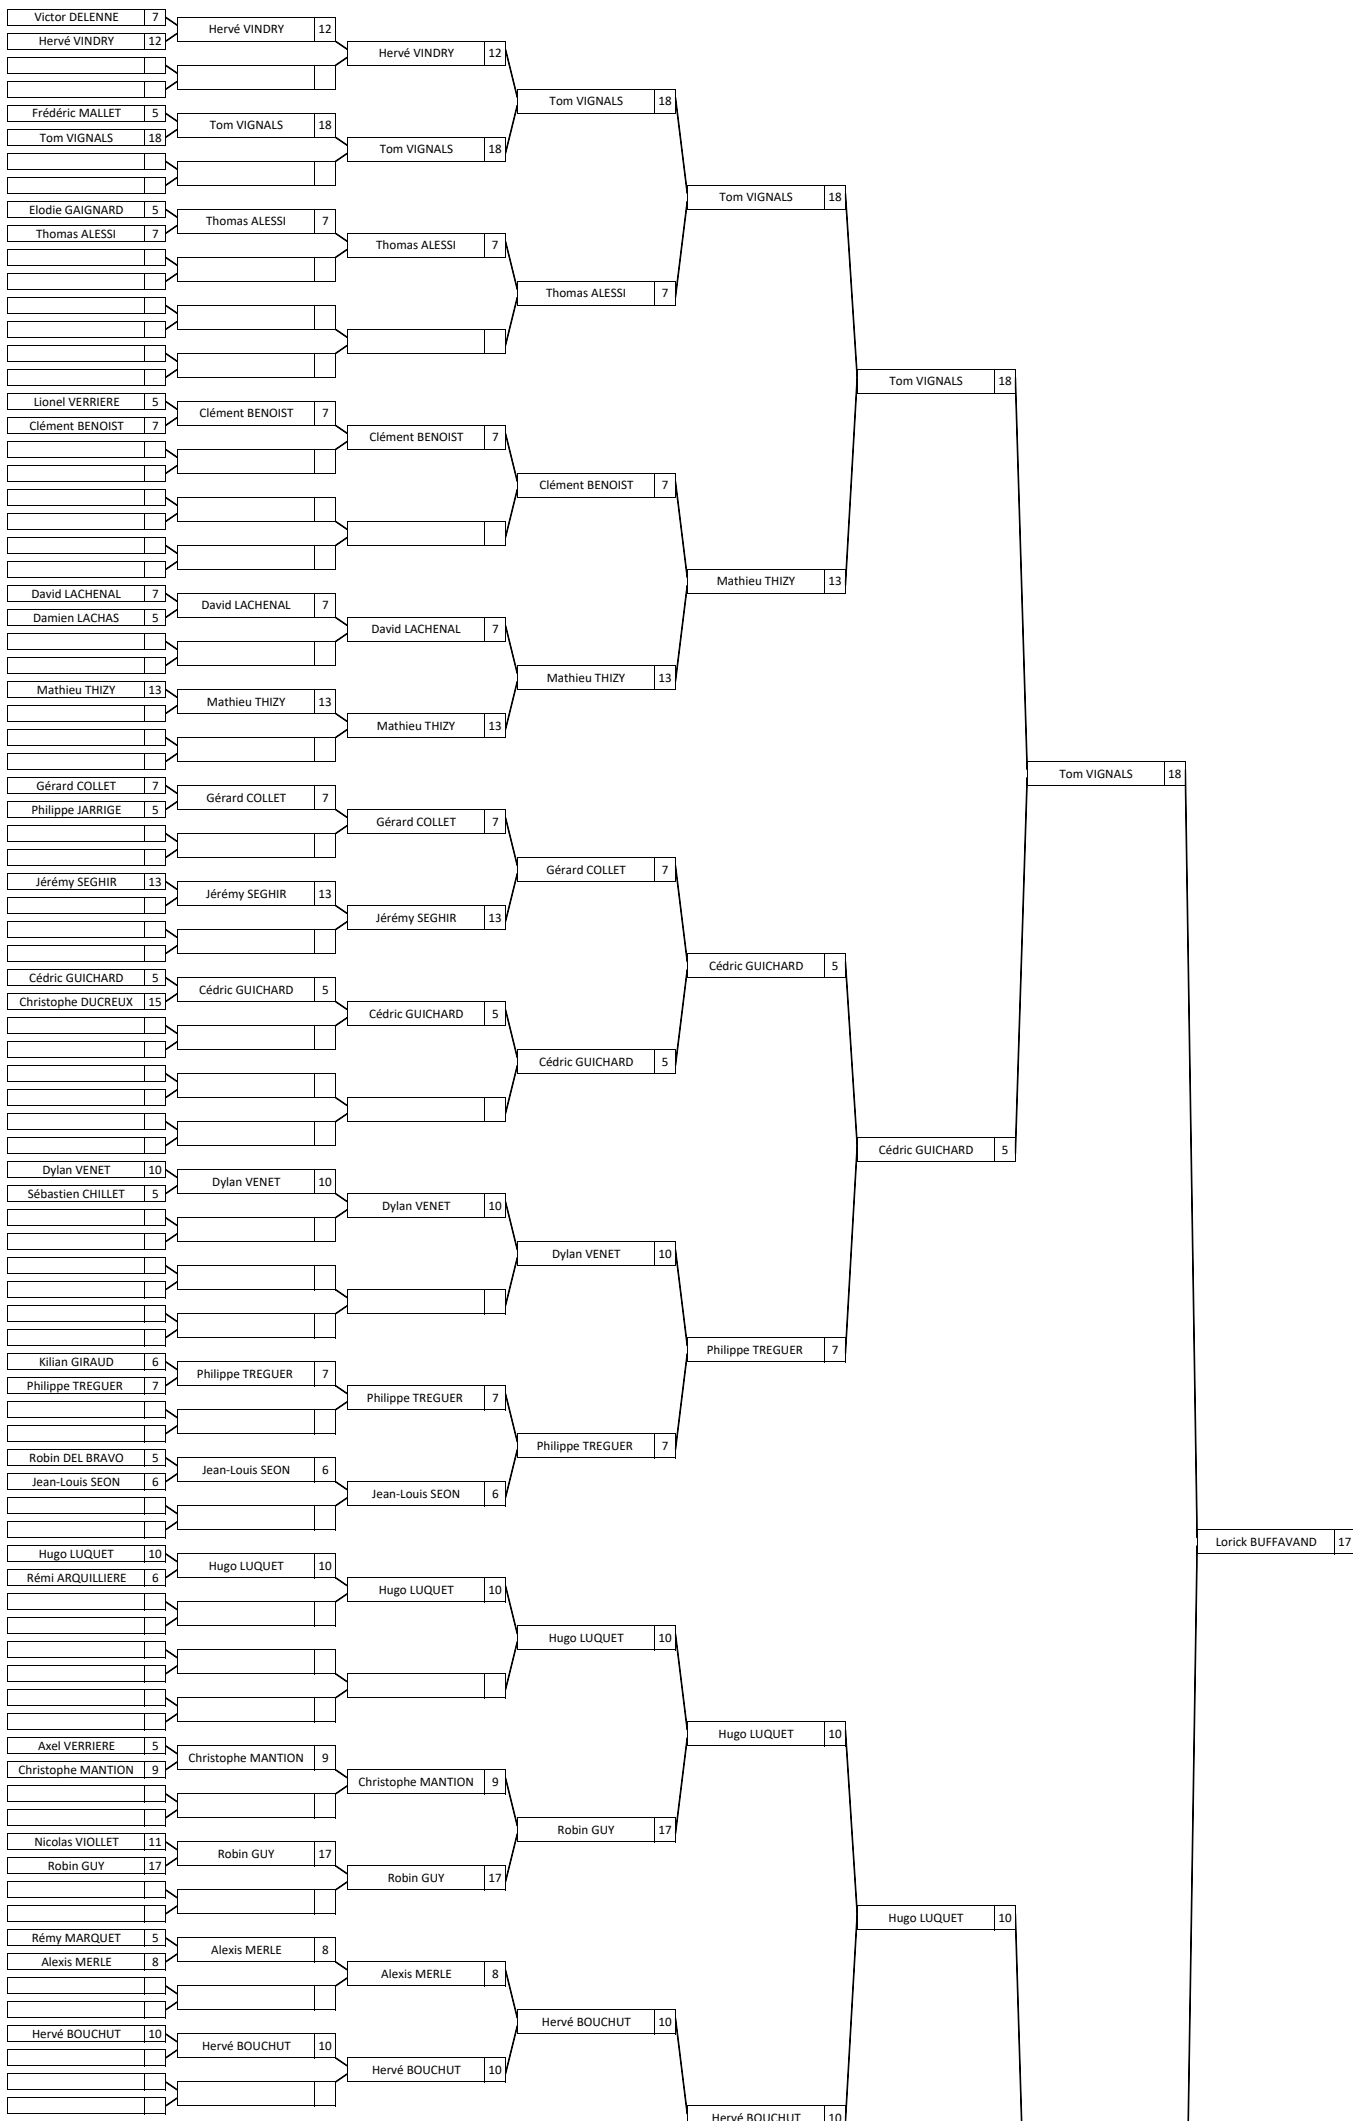 Victor DELENNE 7
Hervé VINDRY 12
Frédéric MALLET 5
Tom VIGNALS 18
Elodie GAIGNARD 5
Thomas ALESSI 7
Lionel VERRIERE 5
Clément BENOIST 7
David LACHENAL 7
Damien LACHAS 5
Mathieu THIZY 13
Gérard COLLET 7
Philippe JARRIGE 5
Jérémy SEGHIR 13
Cédric GUICHARD 5
Christophe DUCREUX 15
Dylan VENET 10
Sébastien CHILLET 5
Kilian GIRAUD 6
Philippe TREGUER 7
Robin DEL BRAVO 5
Jean-Louis SEON 6
Hugo LUQUET 10
Rémi ARQUILLIERE 6
Axel VERRIERE 5
Christophe MANTION 9
Nicolas VIOLLET 11
Robin GUY 17
Rémy MARQUET 5
Alexis MERLE 8
Hervé BOUCHUT 10
Hervé VINDRY 12
Tom VIGNALS 18
Thomas ALESSI 7
Clément BENOIST 7
David LACHENAL 7
Mathieu THIZY 13
Gérard COLLET 7
Jérémy SEGHIR 13
Cédric GUICHARD 5
Dylan VENET 10
Philippe TREGUER 7
Jean-Louis SEON 6
Hugo LUQUET 10
Christophe MANTION 9
Robin GUY 17
Alexis MERLE 8
Hervé BOUCHUT 10
Hervé VINDRY 12
Tom VIGNALS 18
Thomas ALESSI 7
Clément BENOIST 7
David LACHENAL 7
Mathieu THIZY 13
Gérard COLLET 7
Jérémy SEGHIR 13
Cédric GUICHARD 5
Dylan VENET 10
Philippe TREGUER 7
Jean-Louis SEON 6
Hugo LUQUET 10
Christophe MANTION 9
Robin GUY 17
Alexis MERLE 8
Hervé BOUCHUT 10
Tom VIGNALS 18
Thomas ALESSI 7
Clément BENOIST 7
Mathieu THIZY 13
Gérard COLLET 7
Cédric GUICHARD 5
Dylan VENET 10
Philippe TREGUER 7
Hugo LUQUET 10
Robin GUY 17
Hervé BOUCHUT 10
Tom VIGNALS 18
Mathieu THIZY 13
Cédric GUICHARD 5
Philippe TREGUER 7
Hugo LUQUET 10
Hervé BOUCHUT 10
Tom VIGNALS 18
Cédric GUICHARD 5
Hugo LUQUET 10
Tom VIGNALS 18
Lorick BUFFAVAND 17